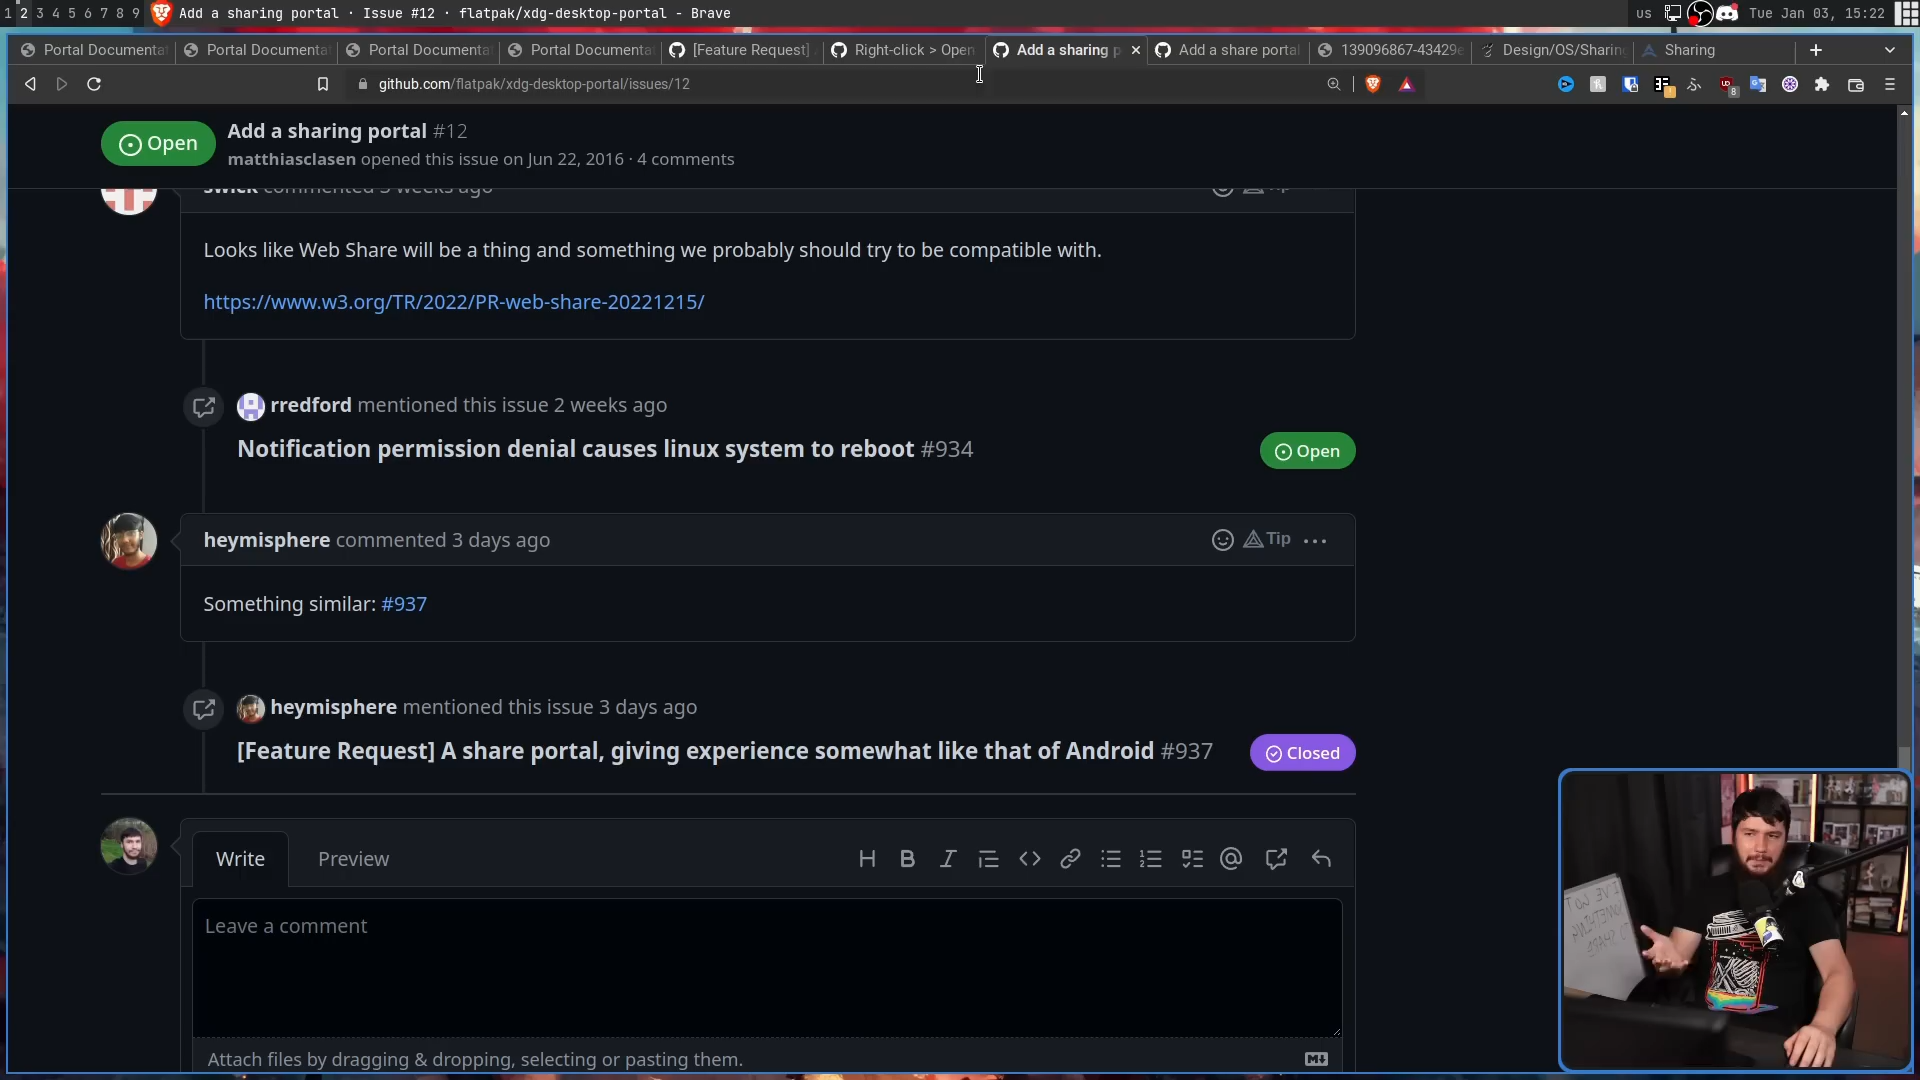 1 2 3 4 5 6 7 8 9 Add a sharing portal · Issue #12 · flatpak/xdg-desktop-portal - Brave us Tue Jan 03, 15:22
Portal Documenta Portal Documenta Portal Documenta Portal Documenta [Feature Request] Right-click > Open Add a sharing p Add a share portal 139096867-43429e Design/OS/Sharin Sharing
github.com/flatpak/xdg-desktop-portal/issues/12
Open
Add a sharing portal #12
matthiasclasen opened this issue on Jun 22, 2016 · 4 comments
swick commented 3 weeks ago
Looks like Web Share will be a thing and something we probably should try to be compatible with.
https://www.w3.org/TR/2022/PR-web-share-20221215/
rredford mentioned this issue 2 weeks ago
Notification permission denial causes linux system to reboot #934
Open
heymisphere commented 3 days ago
Tip
Something similar: #937
heymisphere mentioned this issue 3 days ago
[Feature Request] A share portal, giving experience somewhat like that of Android #937
Closed
Write Preview
Leave a comment
Attach files by dragging & dropping, selecting or pasting them.